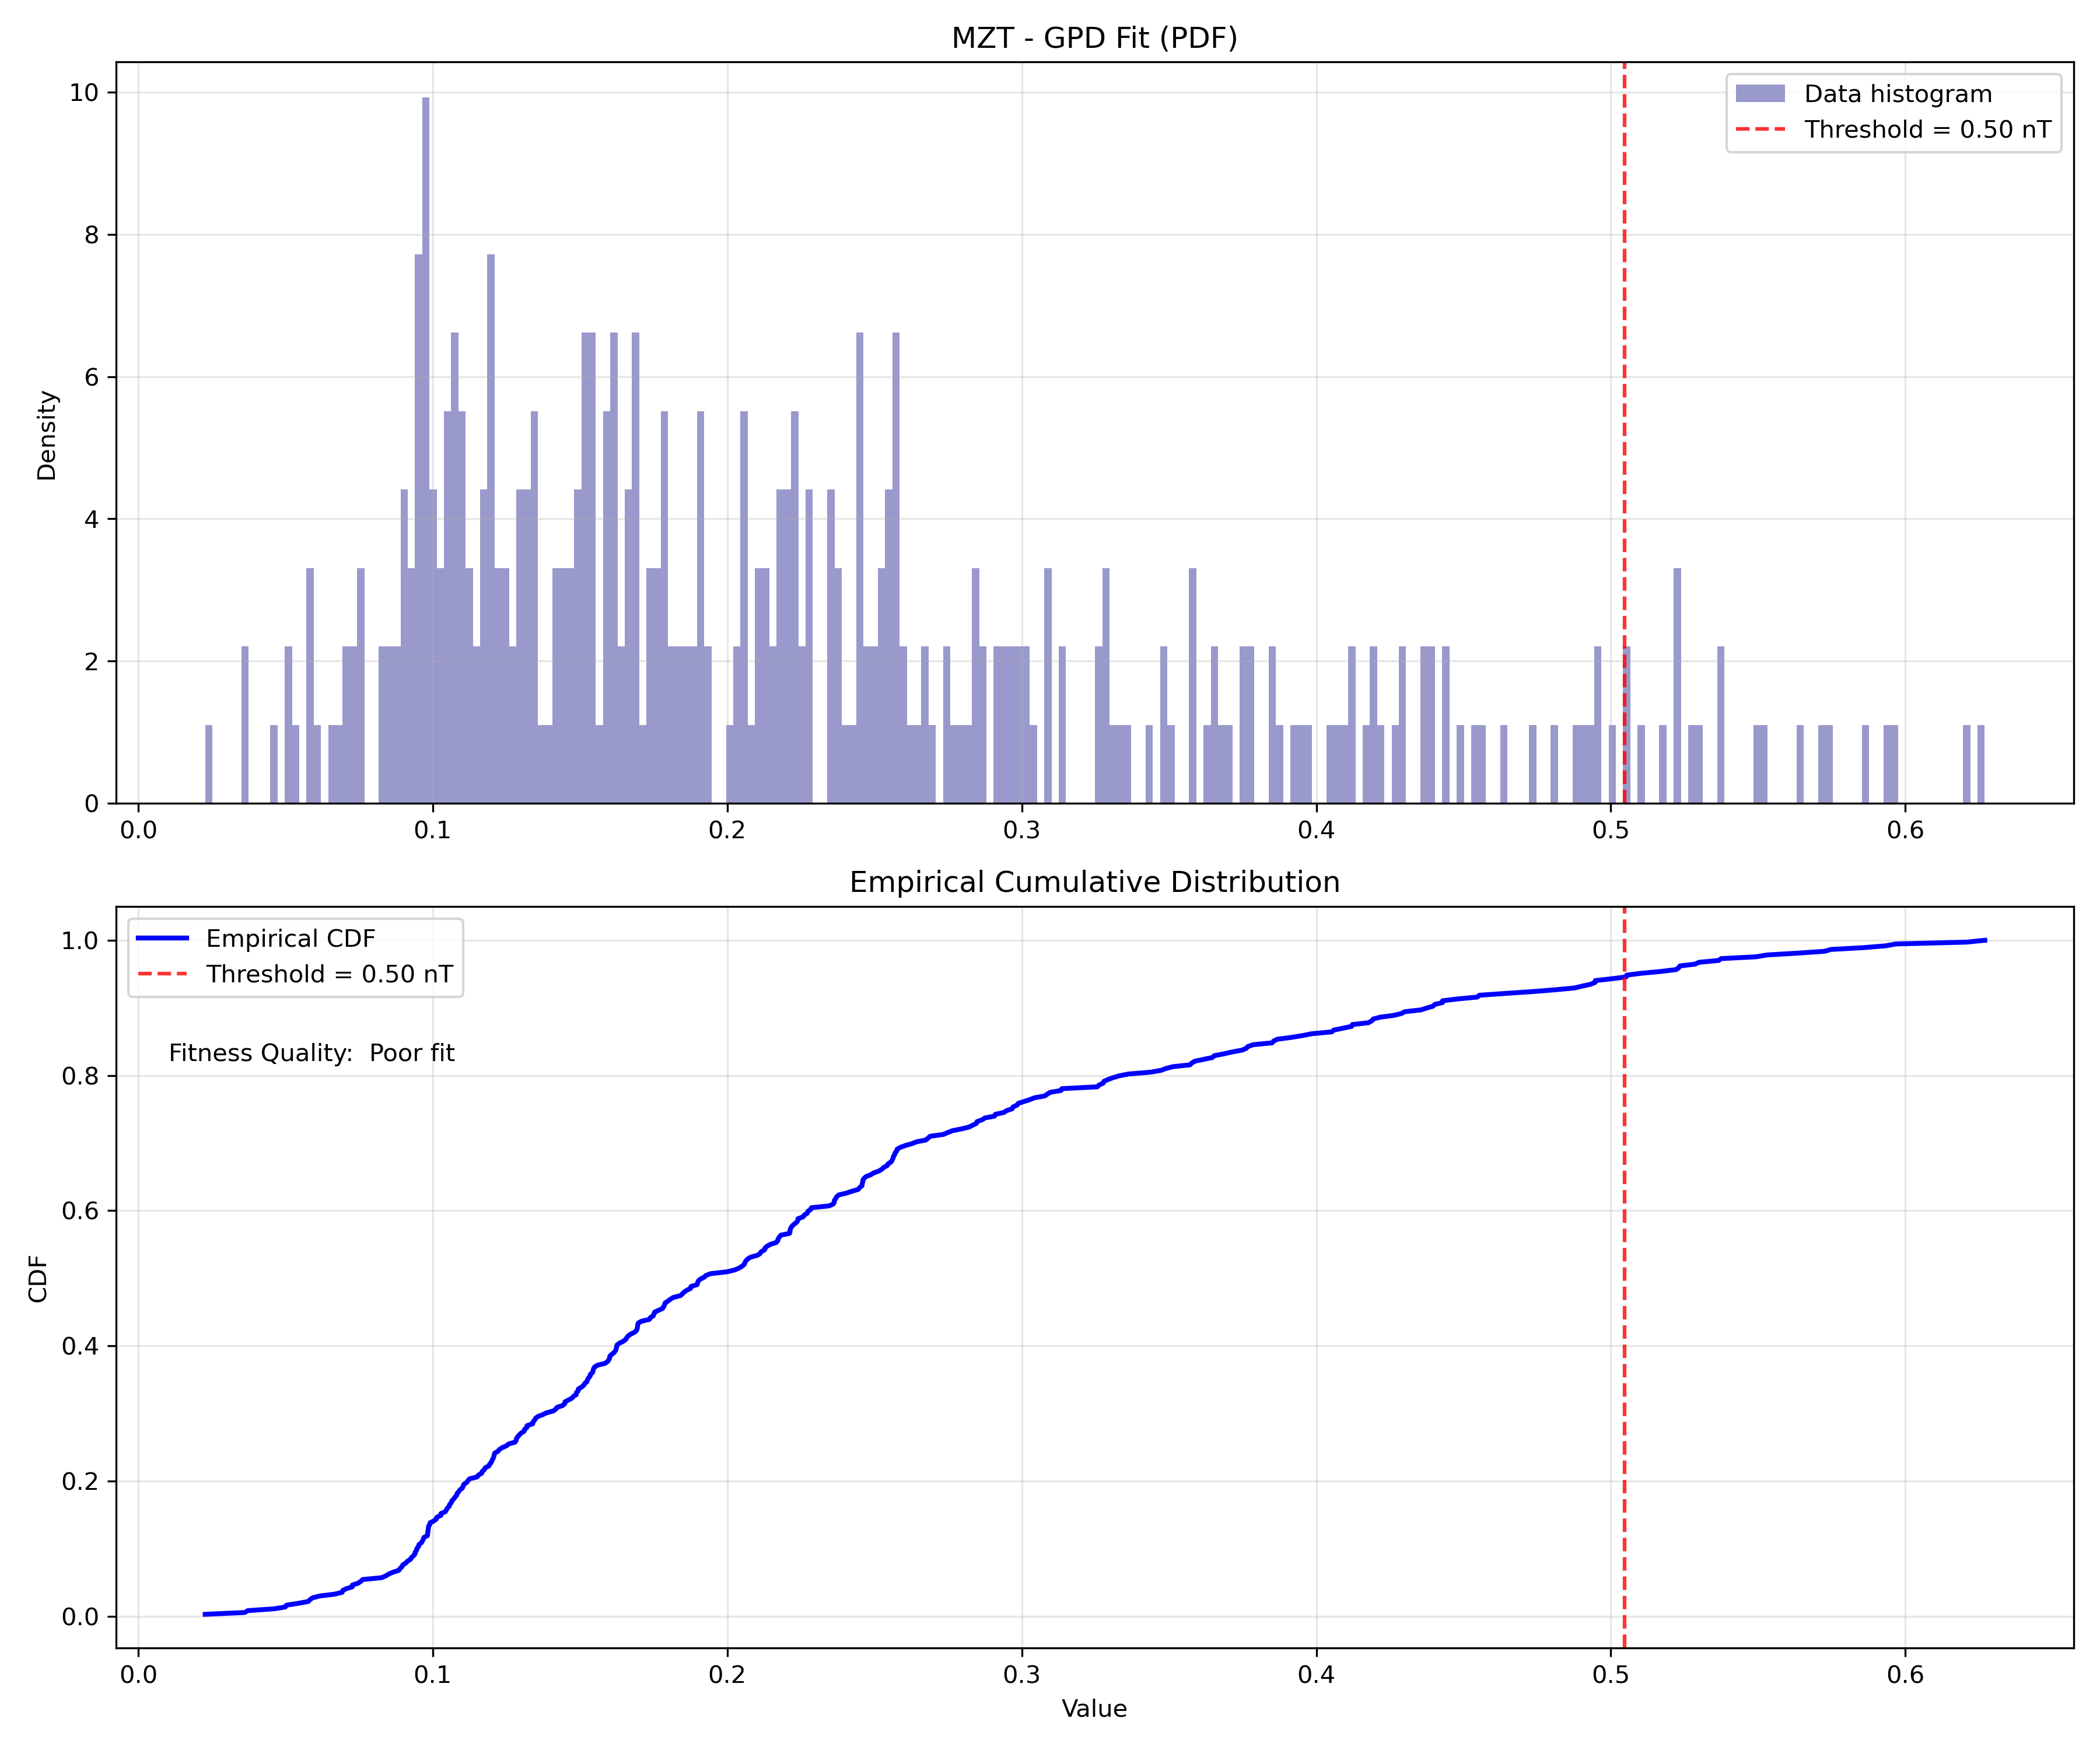 MZT - GPD Fit (PDF)
Density
10
8
6
4
2
0
Data histogram
Threshold = 0.50 nT
0.0 0.1 0.2 0.3 0.4 0.5 0.6
Empirical Cumulative Distribution
CDF
1.0
0.8
0.6
0.4
0.2
0.0
Empirical CDF
Threshold = 0.50 nT
Fitness Quality:  Poor fit
0.0 0.1 0.2 0.3 0.4 0.5 0.6
Value